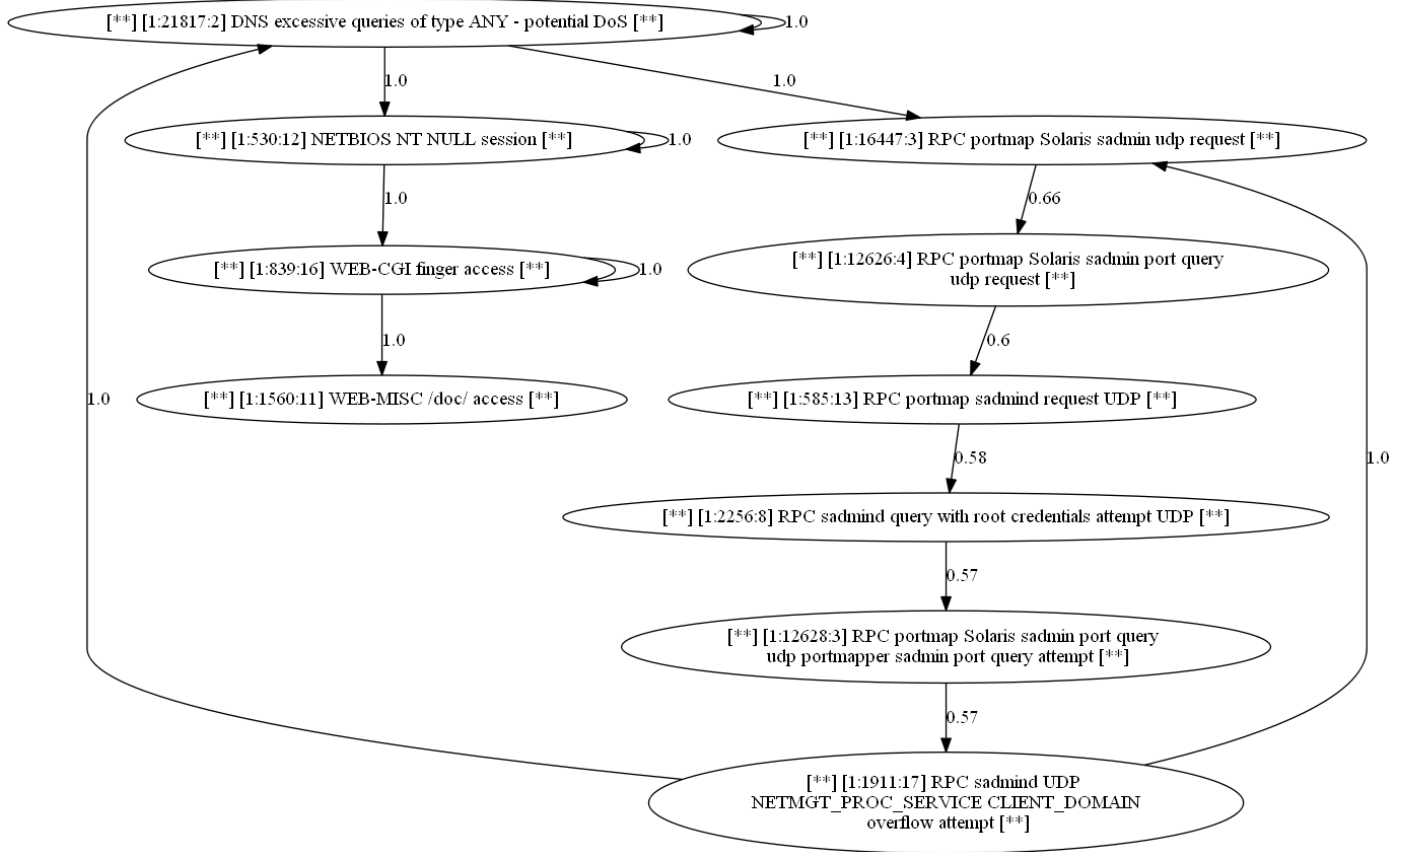 [**] [1:21817:2] DNS excessive queries of type ANY - potential DoS [**]
1.0
1.0
1.0
[**] [1:530:12] NETBIOS NT NULL session [**]
1.0
[**] [1:16447:3] RPC portmap Solaris sadmin udp request [**]
1.0
0.66
[**] [1:839:16] WEB-CGI finger access [**]
1.0
[**] [1:12626:4] RPC portmap Solaris sadmin port query
udp request [**]
1.0
0.6
1.0
[**] [1:1560:11] WEB-MISC /doc/ access [**]
[**] [1:585:13] RPC portmap sadmind request UDP [**]
0.58
1.0
[**] [1:2256:8] RPC sadmind query with root credentials attempt UDP [**]
0.57
[**] [1:12628:3] RPC portmap Solaris sadmin port query
udp portmapper sadmin port query attempt [**]
0.57
[**] [1:1911:17] RPC sadmind UDP
NETMGT_PROC_SERVICE CLIENT_DOMAIN
overflow attempt [**]